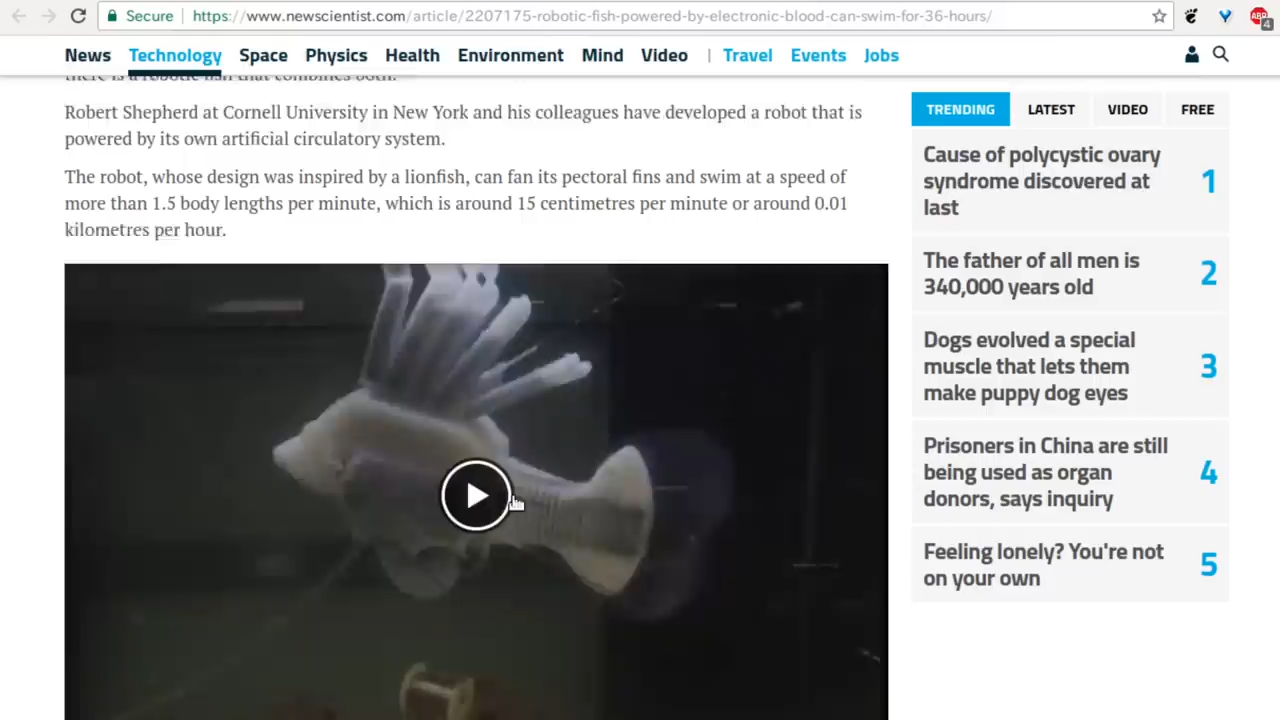 Secure https://www.newscientist.com/article/2207175-robotic-fish-powered-by-electronic-blood-can-swim-for-36-hours/
ABP
4
News Technology Space Physics Health Environment Mind Video | Travel Events Jobs
there is a robotic fish that combines both.
Robert Shepherd at Cornell University in New York and his colleagues have developed a robot that is
powered by its own artificial circulatory system.
The robot, whose design was inspired by a lionfish, can fan its pectoral fins and swim at a speed of
more than 1.5 body lengths per minute, which is around 15 centimetres per minute or around 0.01
kilometres per hour.
TRENDING LATEST VIDEO FREE
Cause of polycystic ovary
syndrome discovered at
last
1
The father of all men is
340,000 years old
2
Dogs evolved a special
muscle that lets them
make puppy dog eyes
3
Prisoners in China are still
being used as organ
donors, says inquiry
4
Feeling lonely? You're not
on your own
5